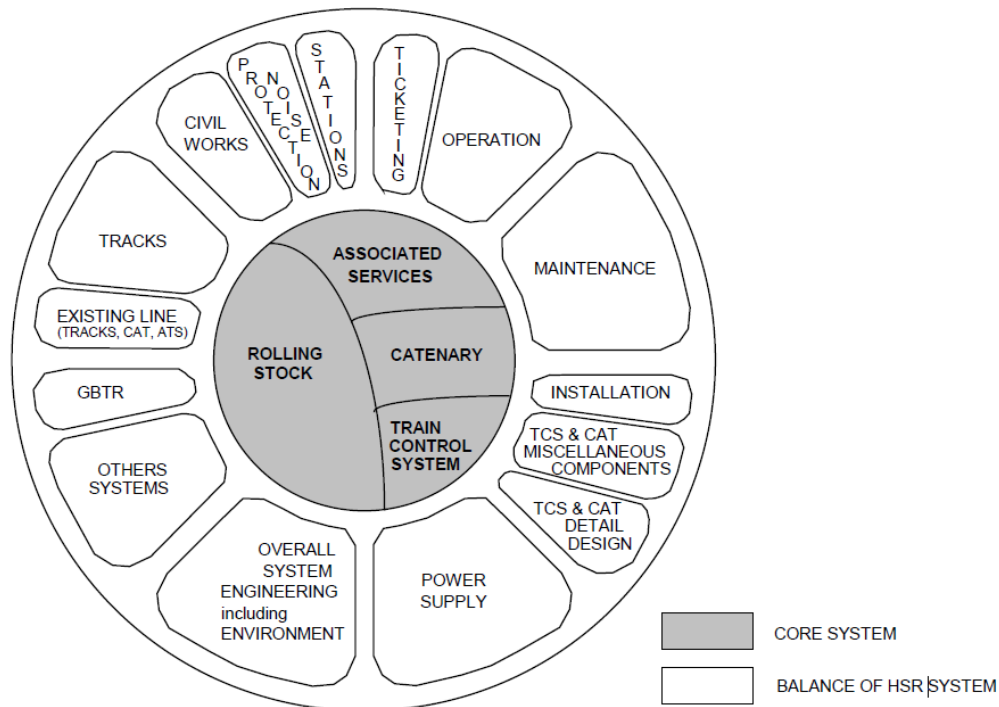 STATIONS
TICKETING
NOISE
PROTECTION
CIVIL
WORKS
OPERATION
TRACKS
MAINTENANCE
ASSOCIATED
SERVICES
EXISTING LINE
(TRACKS, CAT, ATS)
ROLLING
STOCK
CATENARY
GBTR
INSTALLATION
TRAIN
CONTROL
SYSTEM
TCS & CAT
MISCELLANEOUS
COMPONENTS
OTHERS
SYSTEMS
TCS & CAT
DETAIL
DESIGN
OVERALL
SYSTEM
ENGINEERING
including
ENVIRONMENT
POWER
SUPPLY
CORE SYSTEM
BALANCE OF HSR SYSTEM